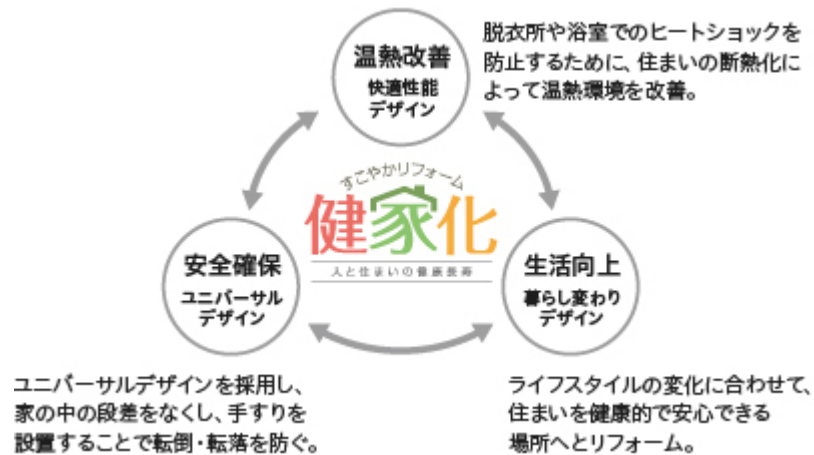 温熱改善
快適性能
デザイン
脱衣所や浴室でのヒートショックを
防止するために、住まいの断熱化に
よって温熱環境を改善。
すこやかリフォーム
健家化
人と住まいの健康長寿
安全確保
ユニバーサル
デザイン
生活向上
暮らし変わり
デザイン
ユニバーサルデザインを採用し、
家の中の段差をなくし、手すりを
設置することで転倒・転落を防ぐ。
ライフスタイルの変化に合わせて、
住まいを健康的で安心できる
場所へとリフォーム。